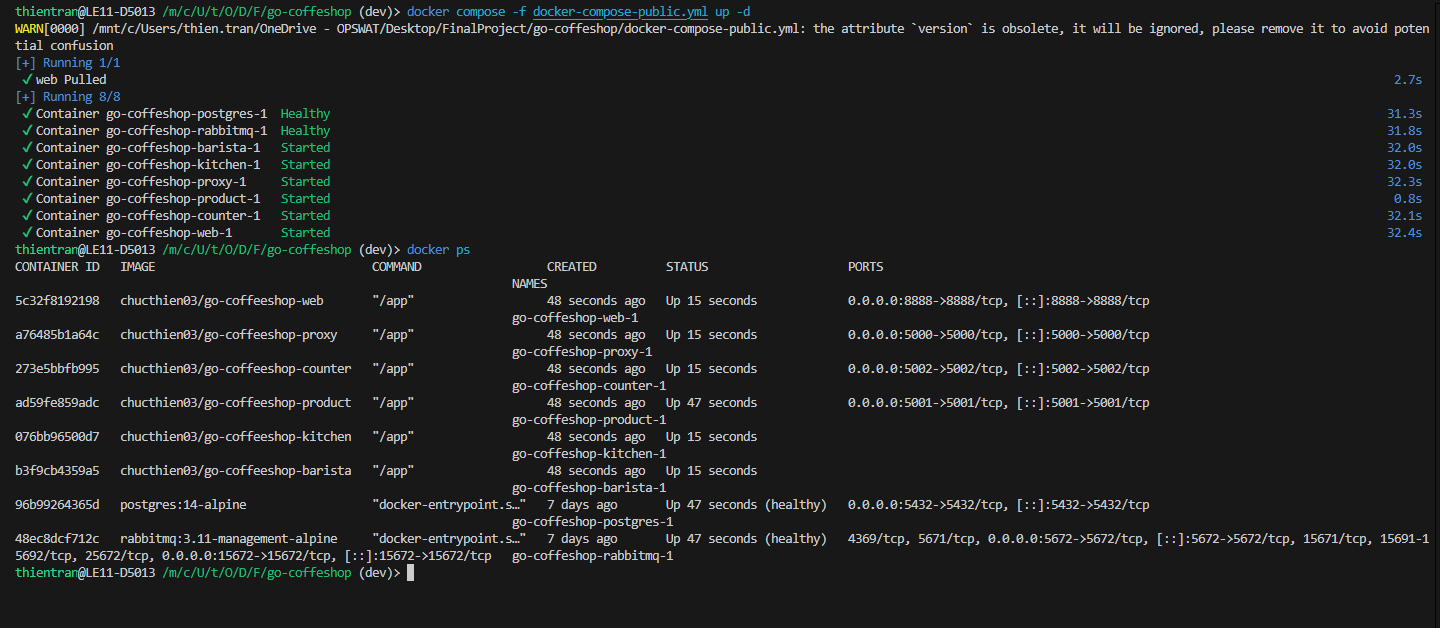 thientran@LE11-D5013 /m/c/U/t/O/D/F/go-coffeshop (dev)> docker compose -f docker-compose-public.yml up -d
WARN[0000] /mnt/c/Users/thien.tran/OneDrive - OPSWAT/Desktop/FinalProject/go-coffeshop/docker-compose-public.yml: the attribute `version` is obsolete, it will be ignored, please remove it to avoid poten
tial confusion
[+] Running 1/1
✓ web Pulled 2.7s
[+] Running 8/8
✓ Container go-coffeshop-postgres-1 Healthy 31.3s
✓ Container go-coffeshop-rabbitmq-1 Healthy 31.8s
✓ Container go-coffeshop-barista-1 Started 32.0s
✓ Container go-coffeshop-kitchen-1 Started 32.0s
✓ Container go-coffeshop-proxy-1 Started 32.3s
✓ Container go-coffeshop-product-1 Started 0.8s
✓ Container go-coffeshop-counter-1 Started 32.1s
✓ Container go-coffeshop-web-1 Started 32.4s
thientran@LE11-D5013 /m/c/U/t/O/D/F/go-coffeshop (dev)> docker ps
CONTAINER ID IMAGE COMMAND CREATED STATUS PORTS
NAMES
5c32f8192198 chucthien03/go-coffeeshop-web "/app" 48 seconds ago Up 15 seconds 0.0.0.0:8888->8888/tcp, [::]:8888->8888/tcp
go-coffeshop-web-1
a76485b1a64c chucthien03/go-coffeeshop-proxy "/app" 48 seconds ago Up 15 seconds 0.0.0.0:5000->5000/tcp, [::]:5000->5000/tcp
go-coffeshop-proxy-1
273e5bbfb995 chucthien03/go-coffeeshop-counter "/app" 48 seconds ago Up 15 seconds 0.0.0.0:5002->5002/tcp, [::]:5002->5002/tcp
go-coffeshop-counter-1
ad59fe859adc chucthien03/go-coffeeshop-product "/app" 48 seconds ago Up 47 seconds 0.0.0.0:5001->5001/tcp, [::]:5001->5001/tcp
go-coffeshop-product-1
076bb96500d7 chucthien03/go-coffeeshop-kitchen "/app" 48 seconds ago Up 15 seconds
go-coffeshop-kitchen-1
b3f9cb4359a5 chucthien03/go-coffeeshop-barista "/app" 48 seconds ago Up 15 seconds
go-coffeshop-barista-1
96b99264365d postgres:14-alpine "docker-entrypoint.s…" 7 days ago Up 47 seconds (healthy) 0.0.0.0:5432->5432/tcp, [::]:5432->5432/tcp
go-coffeshop-postgres-1
48ec8dcf712c rabbitmq:3.11-management-alpine "docker-entrypoint.s…" 7 days ago Up 47 seconds (healthy) 4369/tcp, 5671/tcp, 0.0.0.0:5672->5672/tcp, [::]:5672->5672/tcp, 15671/tcp, 15691-1
5692/tcp, 25672/tcp, 0.0.0.0:15672->15672/tcp, [::]:15672->15672/tcp go-coffeshop-rabbitmq-1
thientran@LE11-D5013 /m/c/U/t/O/D/F/go-coffeshop (dev)>